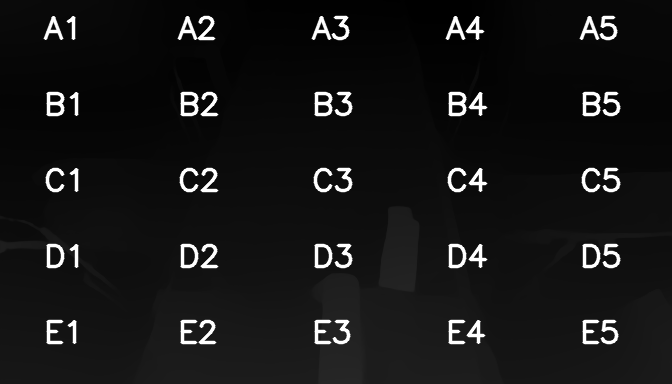 A1 A2 A3 A4 A5
B1 B2 B3 B4 B5
C1 C2 C3 C4 C5
D1 D2 D3 D4 D5
E1 E2 E3 E4 E5